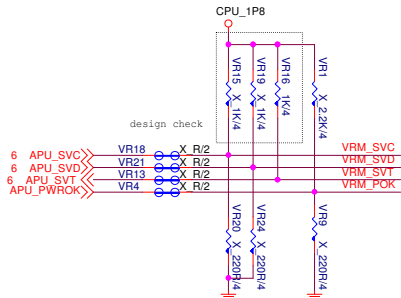 CPU_1P8
VR15 X_1K/4
VR19 X_1K/4
VR16 1K/4
VR1 X_2.2K/4
design check
6 APU_SVC VR18 X_R/2 VRM_SVC
6 APU_SVD VR21 X_R/2 VRM_SVD
6 APU_SVT VR13 X_R/2 VRM_SVT
APU_PWROK VR4 X_R/2 VRM_POK
VR20 X_220R/4
VR24 X_220R/4
VR9 X_220R/4